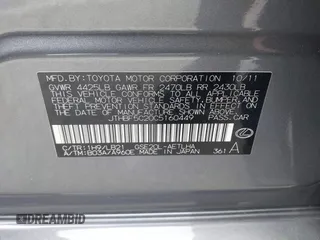 MFD.BY:TOYOTA MOTOR CORPORATION 10/11
GVWR 4425LB GAWR FR 2470LB RR 2430LB
THIS VEHICLE CONFORMS TO ALL APPLICABLE
FEDERAL MOTOR VEHICLE SAFETY, BUMPER, AND
THEFT PREVENTION STANDARDS IN EFFECT ON
THE DATE OF MANUFACTURE SHOWN ABOVE.
JTHBF5C20C5160449 PASS.CAR
C/TR:1H9/LB21 GSE20L-AETLHA
A/TM:B03A/A960E MADE IN JAPAN 361 A
© BIDFAX